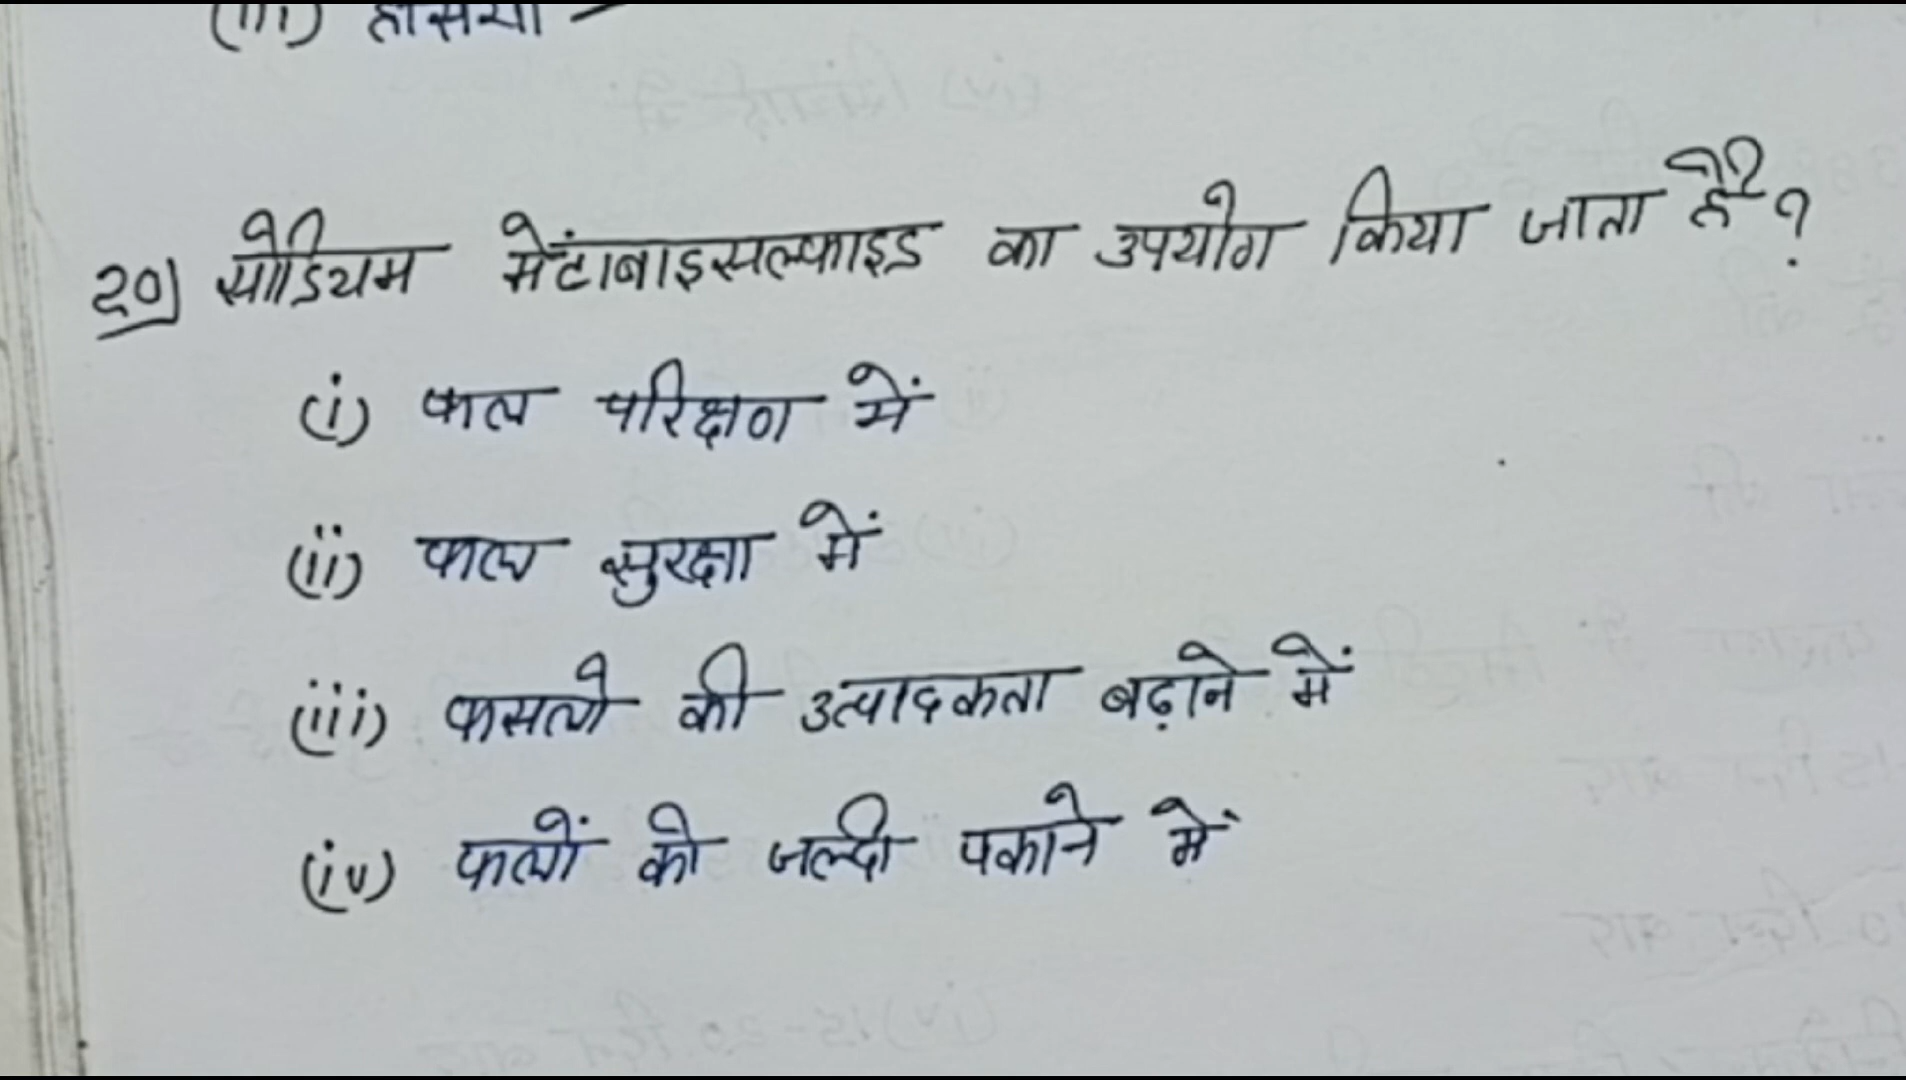 (iii) हासिया -
20) सोडियम मेंटाबाइसल्फाइड का उपयोग किया जाता है?
(i) फल परिक्षण में
(ii) फल सुरक्षा में
(iii) फसलो की उत्पादकता बढ़ाने में
(iv) फलों को जल्दी पकाने में